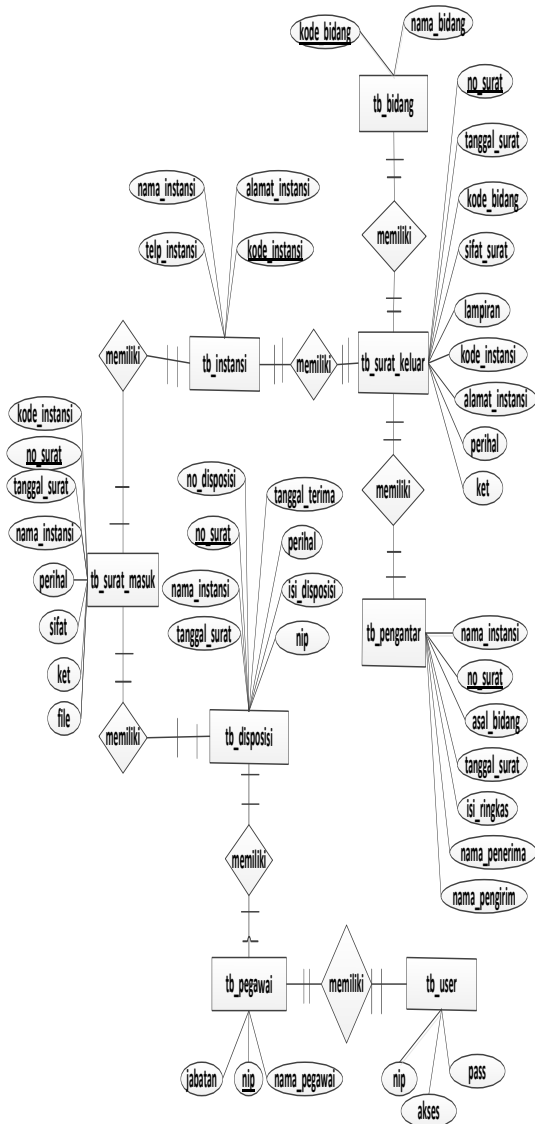 kode_bidang
nama_bidang
tb_bidang
no_surat
tanggal_surat
kode_bidang
sifat_surat
lampiran
kode_instansi
alamat_instansi
perihal
ket
memiliki
nama_instansi
alamat_instansi
telp_instansi
kode_instansi
memiliki
tb_instansi
memiliki
tb_surat_keluar
kode_instansi
no_surat
tanggal_surat
nama_instansi
perihal
sifat
ket
file
tb_surat_masuk
no_disposisi
no_surat
nama_instansi
tanggal_surat
tanggal_terima
perihal
isi_disposisi
nip
memiliki
tb_pengantar
nama_instansi
no_surat
asal_bidang
tanggal_surat
isi_ringkas
nama_penerima
nama_pengirim
memiliki
tb_disposisi
memiliki
tb_pegawai
memiliki
tb_user
jabatan
nip
nama_pegawai
nip
akses
pass